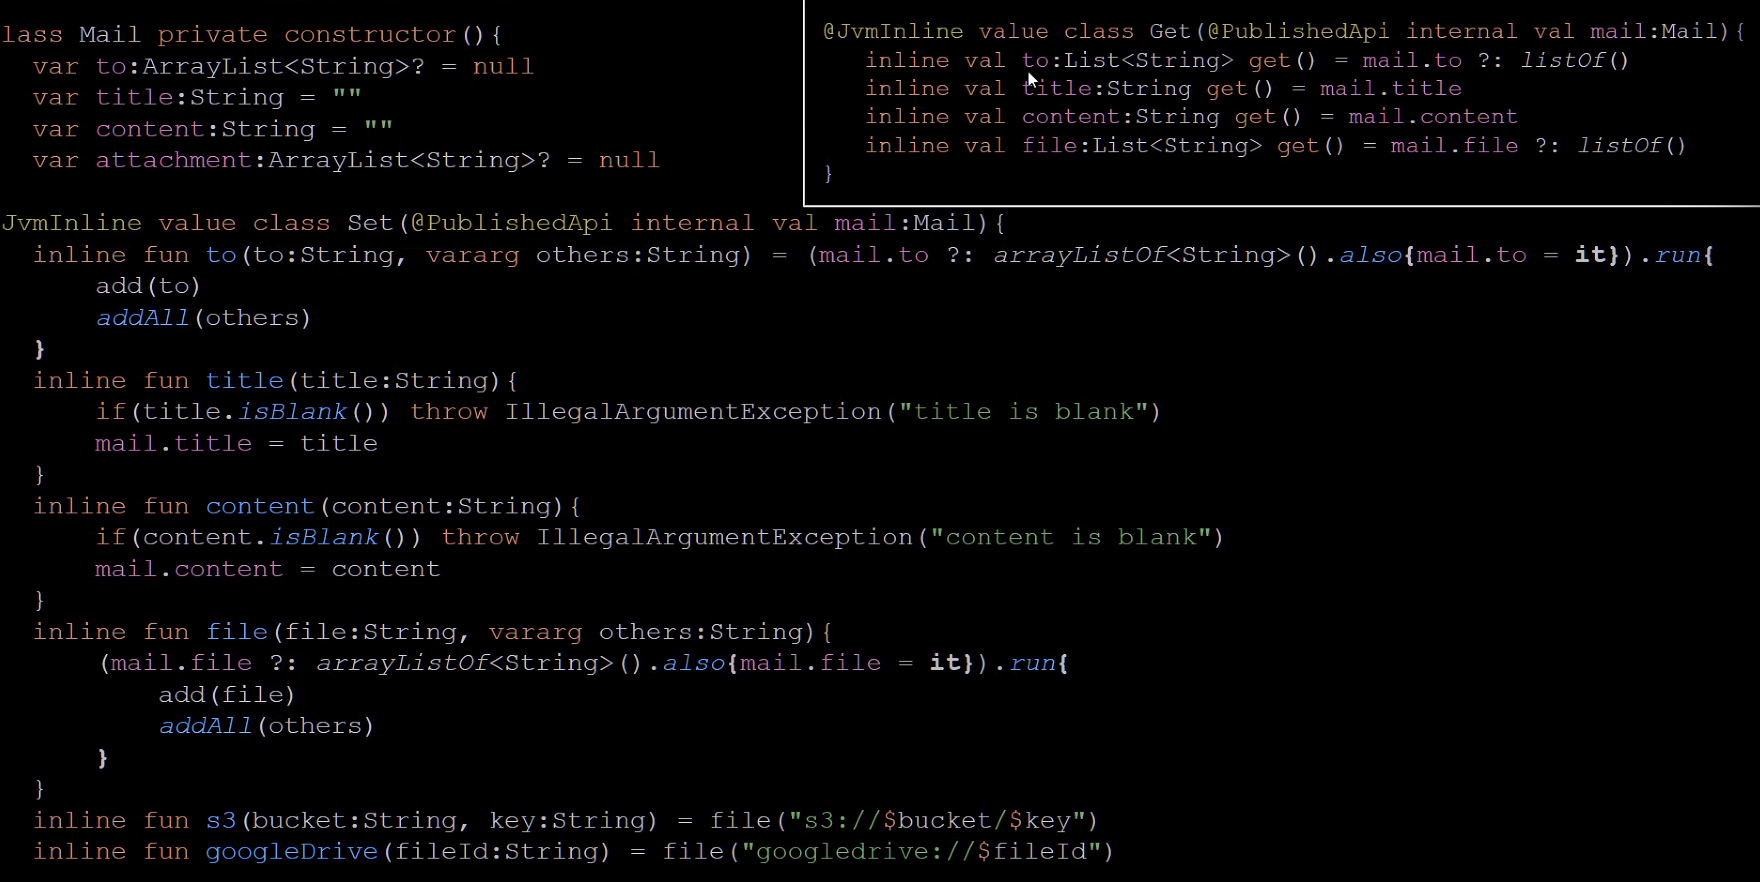 lass Mail private constructor(){
  var to:ArrayList<String>? = null
  var title:String = ""
  var content:String = ""
  var attachment:ArrayList<String>? = null
@JvmInline value class Get(@PublishedApi internal val mail:Mail){
   inline val to:List<String> get() = mail.to ?: listOf()
   inline val title:String get() = mail.title
   inline val content:String get() = mail.content
   inline val file:List<String> get() = mail.file ?: listOf()
}
JvmInline value class Set(@PublishedApi internal val mail:Mail){
  inline fun to(to:String, vararg others:String) = (mail.to ?: arrayListOf<String>().also{mail.to = it}).run{
      add(to)
      addAll(others)
  }
  inline fun title(title:String){
      if(title.isBlank()) throw IllegalArgumentException("title is blank")
      mail.title = title
  }
  inline fun content(content:String){
      if(content.isBlank()) throw IllegalArgumentException("content is blank")
      mail.content = content
  }
  inline fun file(file:String, vararg others:String){
      (mail.file ?: arrayListOf<String>().also{mail.file = it}).run{
          add(file)
          addAll(others)
      }
  }
  inline fun s3(bucket:String, key:String) = file("s3://$bucket/$key")
  inline fun googleDrive(fileId:String) = file("googledrive://$fileId")